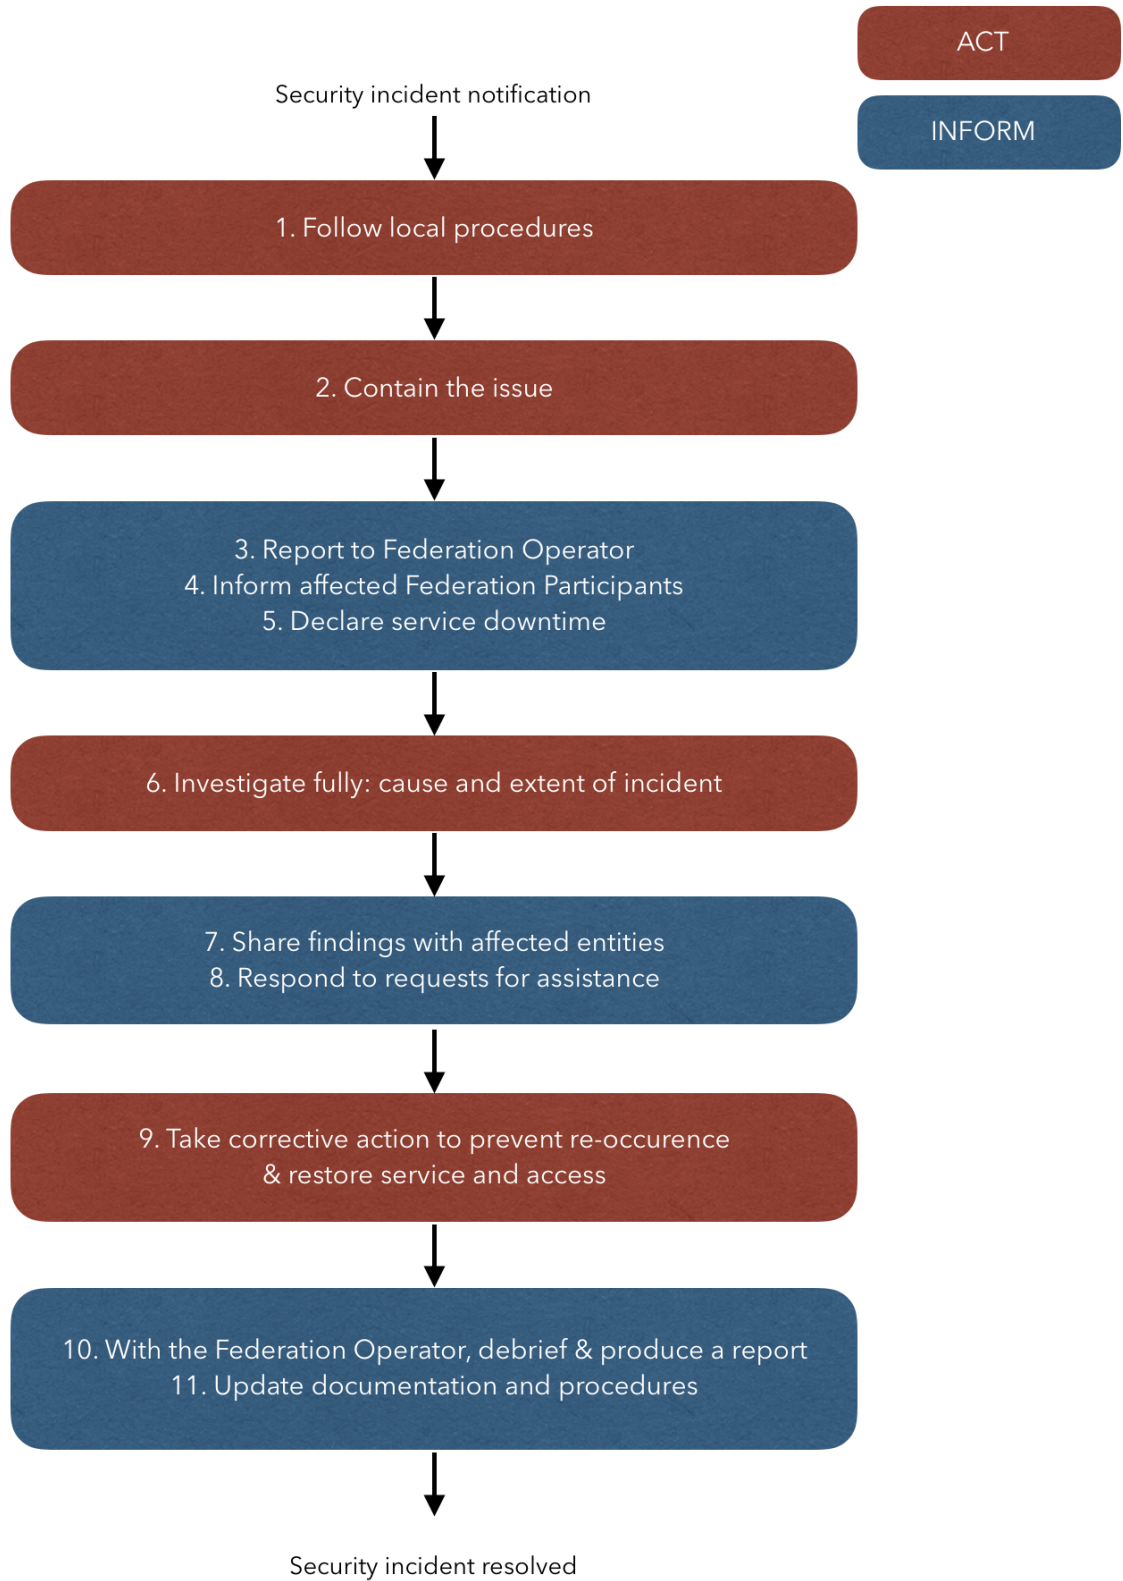 ACT
Security incident notification
INFORM
1. Follow local procedures
2. Contain the issue
3. Report to Federation Operator
4. Inform affected Federation Participants
5. Declare service downtime
6. Investigate fully: cause and extent of incident
7. Share findings with affected entities
8. Respond to requests for assistance
9. Take corrective action to prevent re-occurence
& restore service and access
10. With the Federation Operator, debrief & produce a report
11. Update documentation and procedures
Security incident resolved